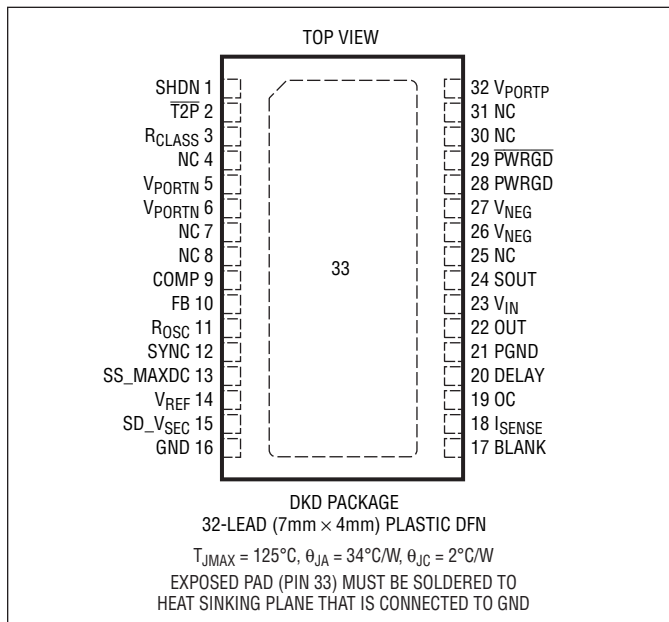 TOP VIEW
SHDN 1
T2P 2
RCLASS 3
NC 4
VPORTN 5
VPORTN 6
NC 7
NC 8
COMP 9
FB 10
ROSC 11
SYNC 12
SS_MAXDC 13
VREF 14
SD_VSEC 15
GND 16
33
32 VPORTP
31 NC
30 NC
29 PWRGD
28 PWRGD
27 VNEG
26 VNEG
25 NC
24 SOUT
23 VIN
22 OUT
21 PGND
20 DELAY
19 OC
18 ISENSE
17 BLANK
DKD PACKAGE
32-LEAD (7mm × 4mm) PLASTIC DFN
TJMAX = 125°C, θJA = 34°C/W, θJC = 2°C/W
EXPOSED PAD (PIN 33) MUST BE SOLDERED TO
HEAT SINKING PLANE THAT IS CONNECTED TO GND